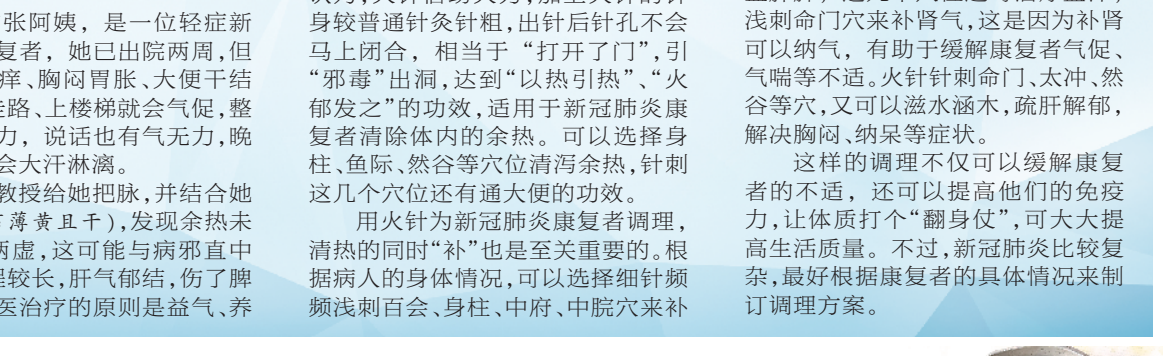 张阿姨，是一位轻症新
复者，她已出院两周，但
痒、胸闷胃胀、大便干结
走路、上楼梯就会气促，整
力，说话也有气无力，晚
会大汗淋漓。
教授给她把脉，并结合她
薄黄且干），发现余热未
两虚，这可能与病邪直中
程较长，肝气郁结，伤了脾
医治疗的原则是益气、养
身较普通针灸针粗，出针后针孔不会
马上闭合，相当于“打开了门”，引
“邪毒”出洞，达到“以热引热”、“火
郁发之”的功效，适用于新冠肺炎康
复者清除体内的余热。可以选择身
柱、鱼际、然谷等穴位清泻余热，针刺
这几个穴位还有通大便的功效。
用火针为新冠肺炎康复者调理，
清热的同时“补”也是至关重要的。根
据病人的身体情况，可以选择细针频
频浅刺百会、身柱、中府、中脘穴来补
浅刺命门穴来补肾气，这是因为补肾
可以纳气，有助于缓解康复者气促、
气喘等不适。火针针刺命门、太冲、然
谷等穴，又可以滋水涵木，疏肝解郁，
解决胸闷、纳呆等症状。
这样的调理不仅可以缓解康复
者的不适，还可以提高他们的免疫
力，让体质打个“翻身仗”，可大大提
高生活质量。不过，新冠肺炎比较复
杂，最好根据康复者的具体情况来制
订调理方案。